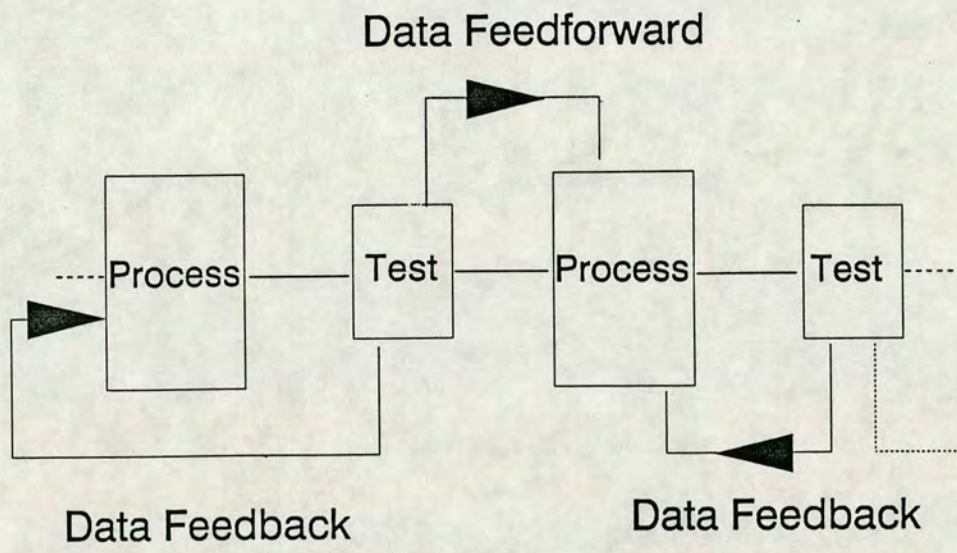 Data Feedforward
Process
Test
Process
Test
Data Feedback
Data Feedback